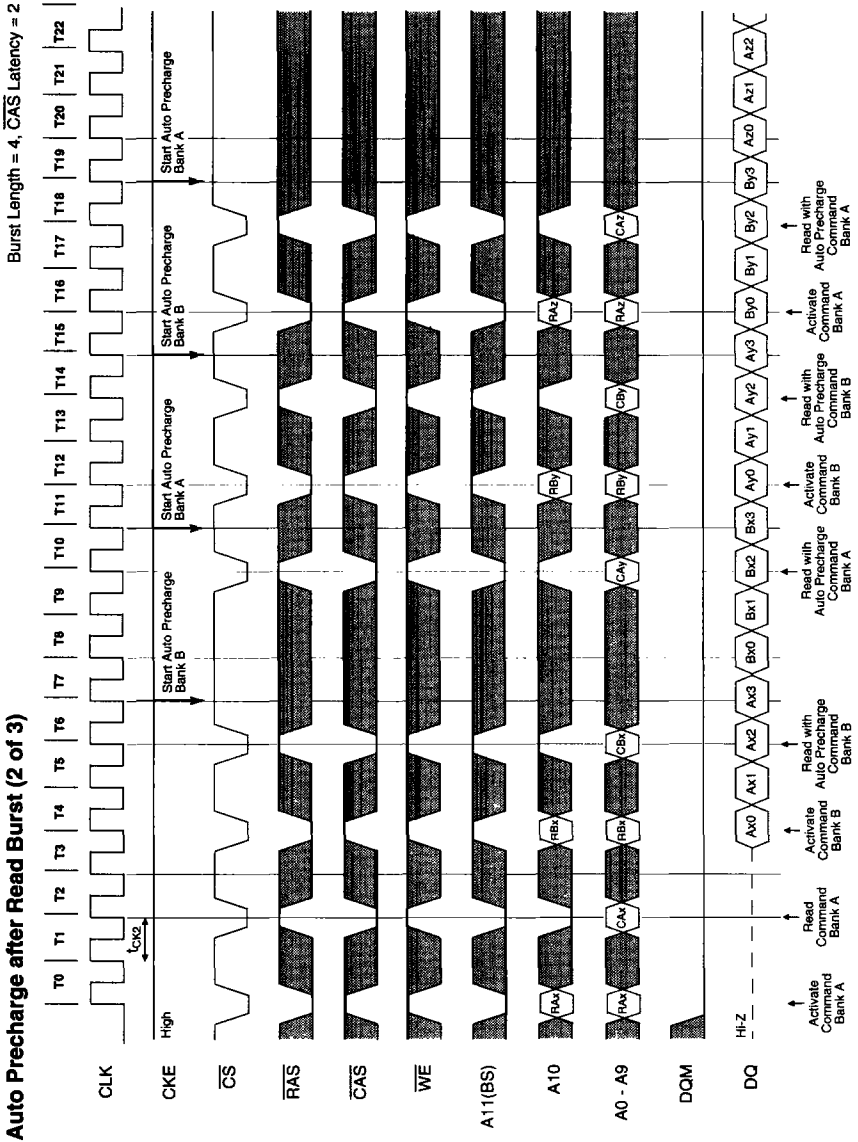 Auto Precharge after Read Burst (2 of 3)
Burst Length = 4, CAS Latency = 2
T0 T1 T2 T3 T4 T5 T6 T7 T8 T9 T10 T11 T12 T13 T14 T15 T16 T17 T18 T19 T20 T21 T22
CLK
tCK2
CKE
High
Start Auto Precharge
Bank B
Start Auto Precharge
Bank A
Start Auto Precharge
Bank B
Start Auto Precharge
Bank A
CS
RAS
CAS
WE
A11(BS)
A10
RAx RBx RBy RAz
A0 - A9
RAx CAx RBx CBx CAy RBy CBy RAz CAz
DQM
DQ
Hi-Z
Ax0 Ax1 Ax2 Ax3 Bx0 Bx1 Bx2 Bx3 Ay0 Ay1 Ay2 Ay3 By0 By1 By2 By3 Az0 Az1 Az2
Activate
Command
Bank A
Read
Command
Bank A
Activate
Command
Bank B
Read with
Auto Precharge
Command
Bank B
Read with
Auto Precharge
Command
Bank A
Activate
Command
Bank B
Read with
Auto Precharge
Command
Bank B
Activate
Command
Bank A
Read with
Auto Precharge
Command
Bank A